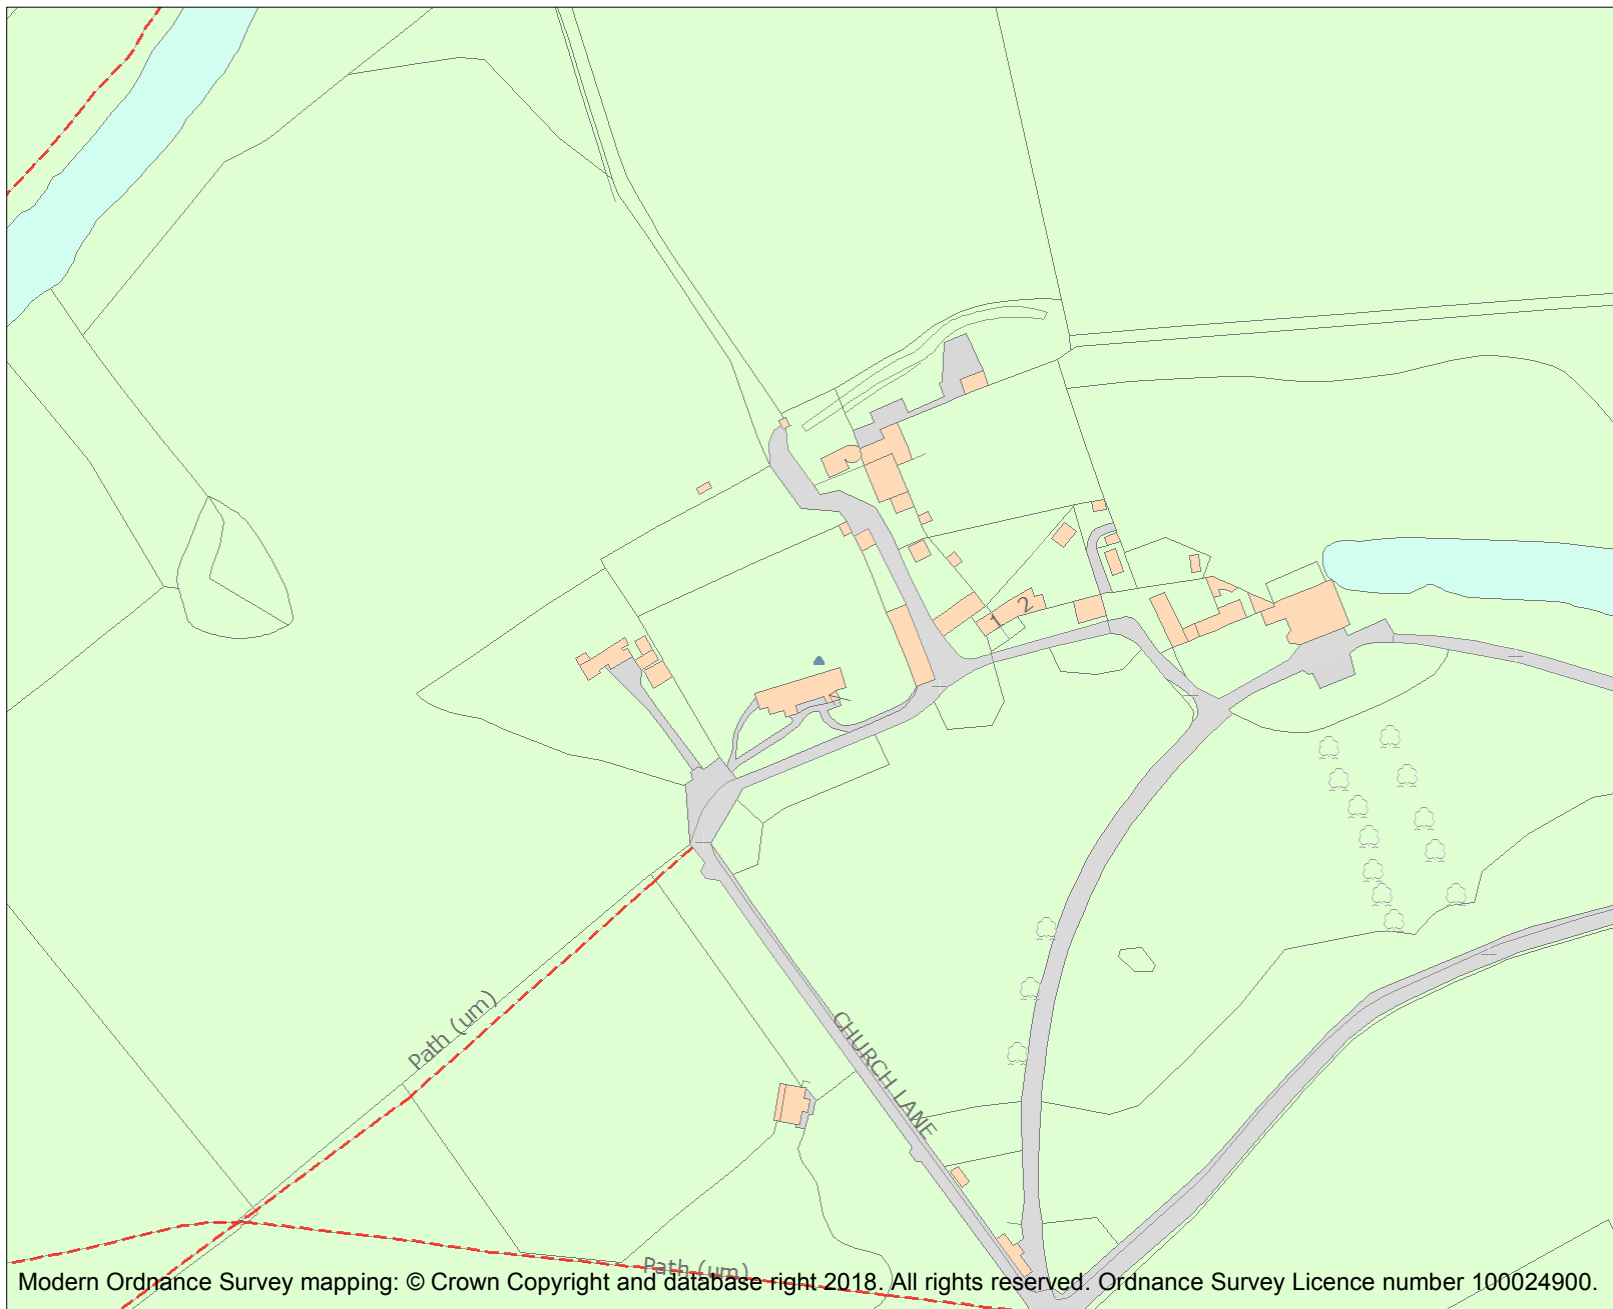 2
1
Path (um)
CHURCH LANE
Path (um)
Modern Ordnance Survey mapping: © Crown Copyright and database right 2018. All rights reserved. Ordnance Survey Licence number 100024900.